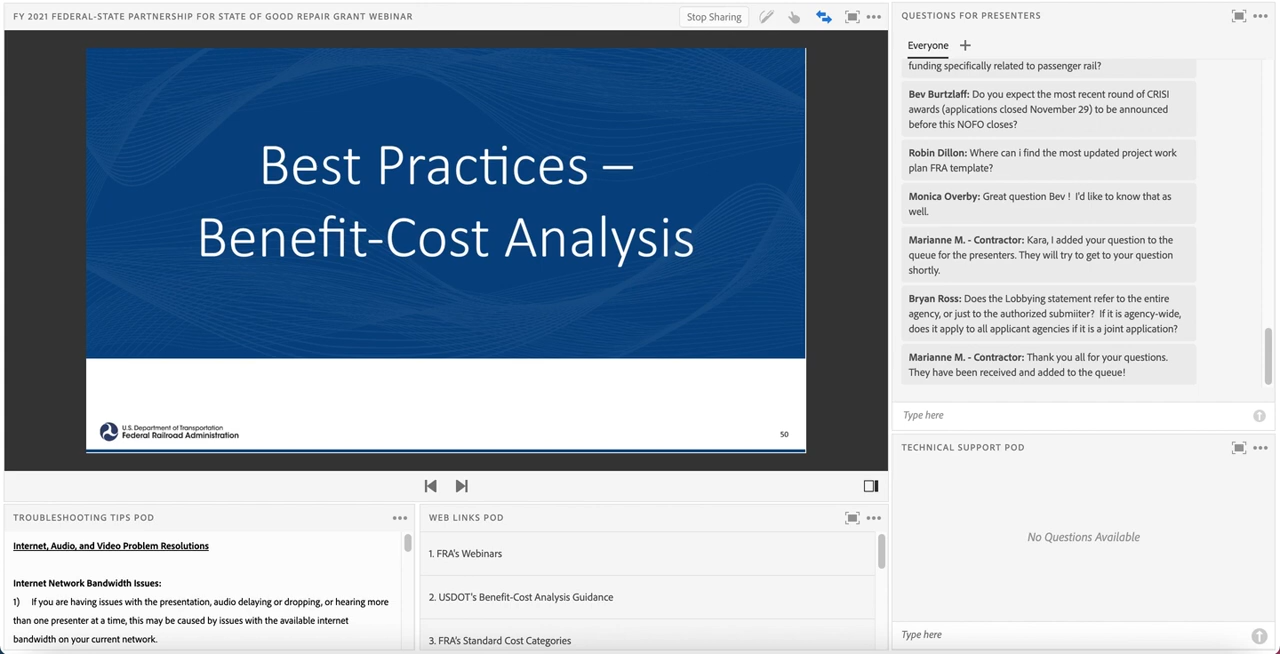 FY 2021 FEDERAL-STATE PARTNERSHIP FOR STATE OF GOOD REPAIR GRANT WEBINAR
Stop Sharing
Best Practices –
Benefit-Cost Analysis
U.S. Department of Transportation
Federal Railroad Administration
50
QUESTIONS FOR PRESENTERS
Everyone
funding specifically related to passenger rail?
Bev Burtzlaff: Do you expect the most recent round of CRISI
awards (applications closed November 29) to be announced
before this NOFO closes?
Robin Dillon: Where can i find the most updated project work
plan FRA template?
Monica Overby: Great question Bev ! I'd like to know that as
well.
Marianne M. - Contractor: Kara, I added your question to the
queue for the presenters. They will try to get to your question
shortly.
Bryan Ross: Does the Lobbying statement refer to the entire
agency, or just to the authorized submiiter? If it is agency-wide,
does it apply to all applicant agencies if it is a joint application?
Marianne M. - Contractor: Thank you all for your questions.
They have been received and added to the queue!
Type here
TECHNICAL SUPPORT POD
No Questions Available
Type here
TROUBLESHOOTING TIPS POD
Internet, Audio, and Video Problem Resolutions
Internet Network Bandwidth Issues:
1) If you are having issues with the presentation, audio delaying or dropping, or hearing more
than one presenter at a time, this may be caused by issues with the available internet
bandwidth on your current network.
WEB LINKS POD
1. FRA's Webinars
2. USDOT's Benefit-Cost Analysis Guidance
3. FRA's Standard Cost Categories